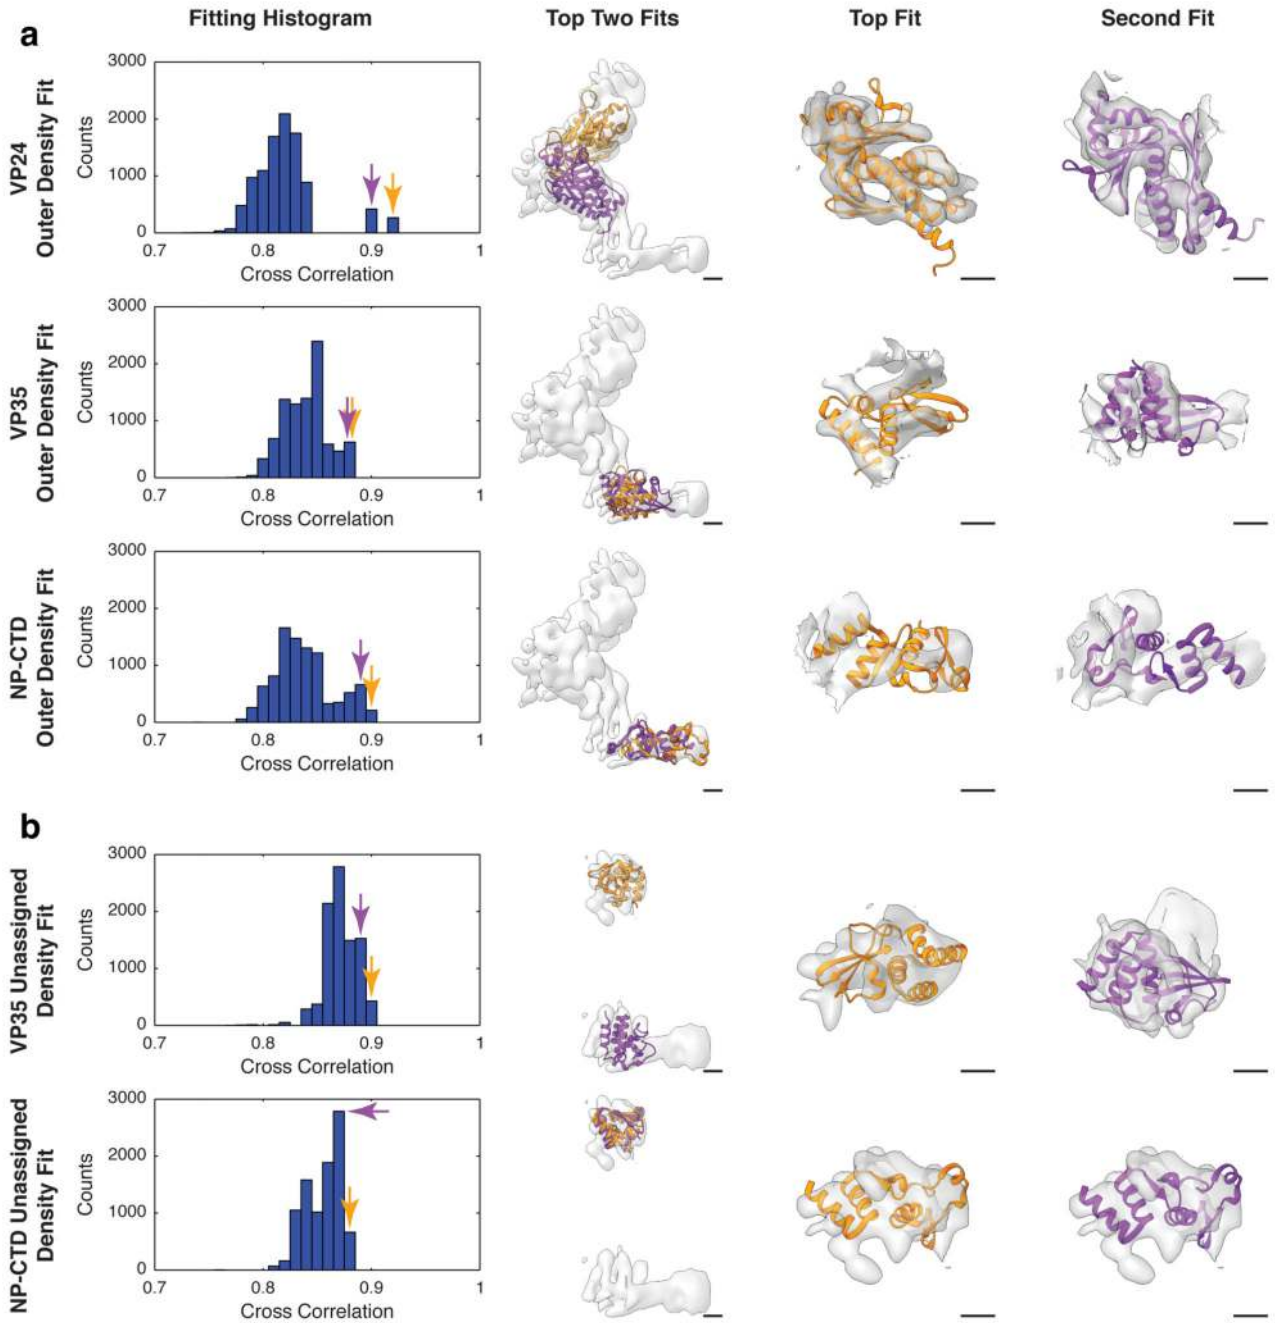 Fitting Histogram Top Two Fits Top Fit Second Fit
a
VP24
Outer Density Fit
Counts
3000
2000
1000
0
0.7 0.8 0.9 1
Cross Correlation
VP35
Outer Density Fit
Counts
3000
2000
1000
0
0.7 0.8 0.9 1
Cross Correlation
NP-CTD
Outer Density Fit
Counts
3000
2000
1000
0
0.7 0.8 0.9 1
Cross Correlation
b
VP35 Unassigned
Density Fit
Counts
3000
2000
1000
0
0.7 0.8 0.9 1
Cross Correlation
NP-CTD Unassigned
Density Fit
Counts
3000
2000
1000
0
0.7 0.8 0.9 1
Cross Correlation